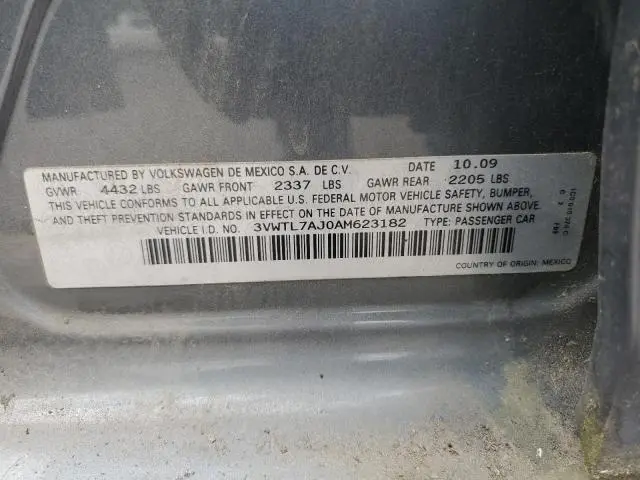 MANUFACTURED BY VOLKSWAGEN DE MEXICO S.A. DE C.V. DATE 10.09
GVWR 4432 LBS GAWR FRONT 2337 LBS GAWR REAR 2205 LBS
THIS VEHICLE CONFORMS TO ALL APPLICABLE U.S. FEDERAL MOTOR VEHICLE SAFETY, BUMPER,
AND THEFT PREVENTION STANDARDS IN EFFECT ON THE DATE OF MANUFACTURE SHOWN ABOVE.
VEHICLE I.D. NO. 3VWTL7AJ0AM623182 TYPE: PASSENGER CAR
COUNTRY OF ORIGIN: MEXICO